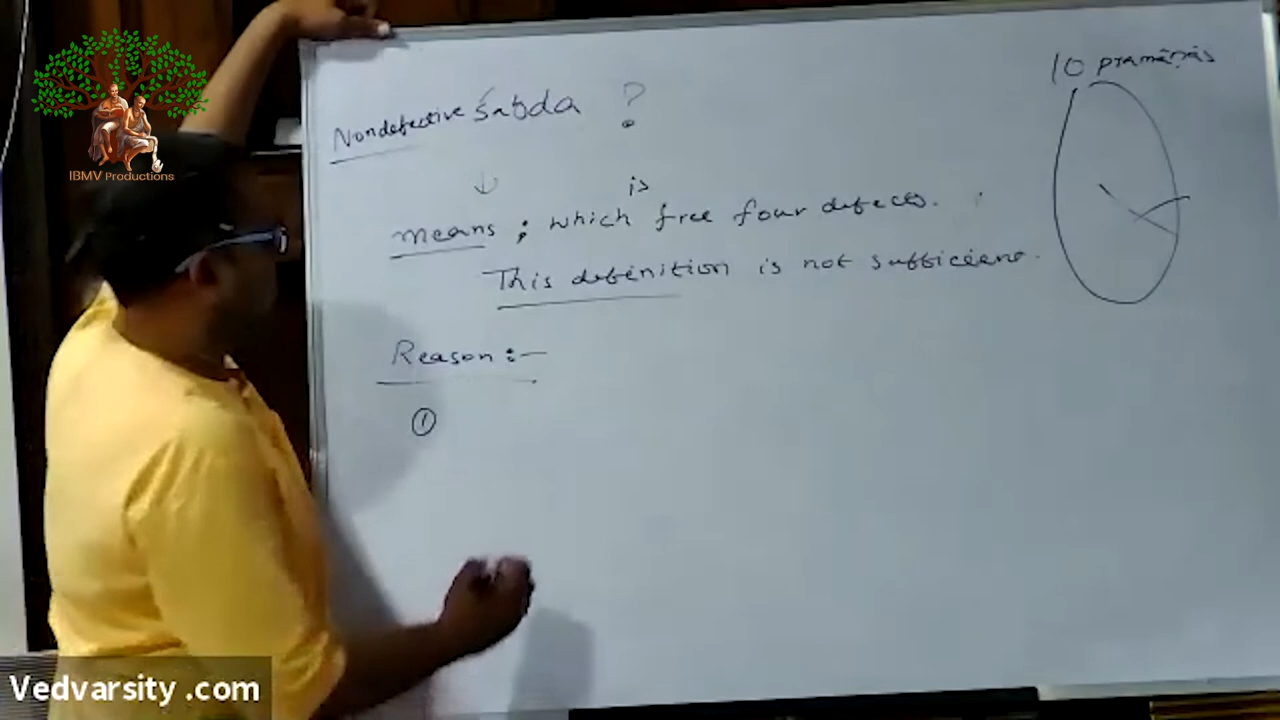 IBMV Productions
10 pramāṇās
Nondefective śabda ?
is
means ; which free four defects.
This definition is not sufficient.
Reason :—
①
Vedvarsity .com